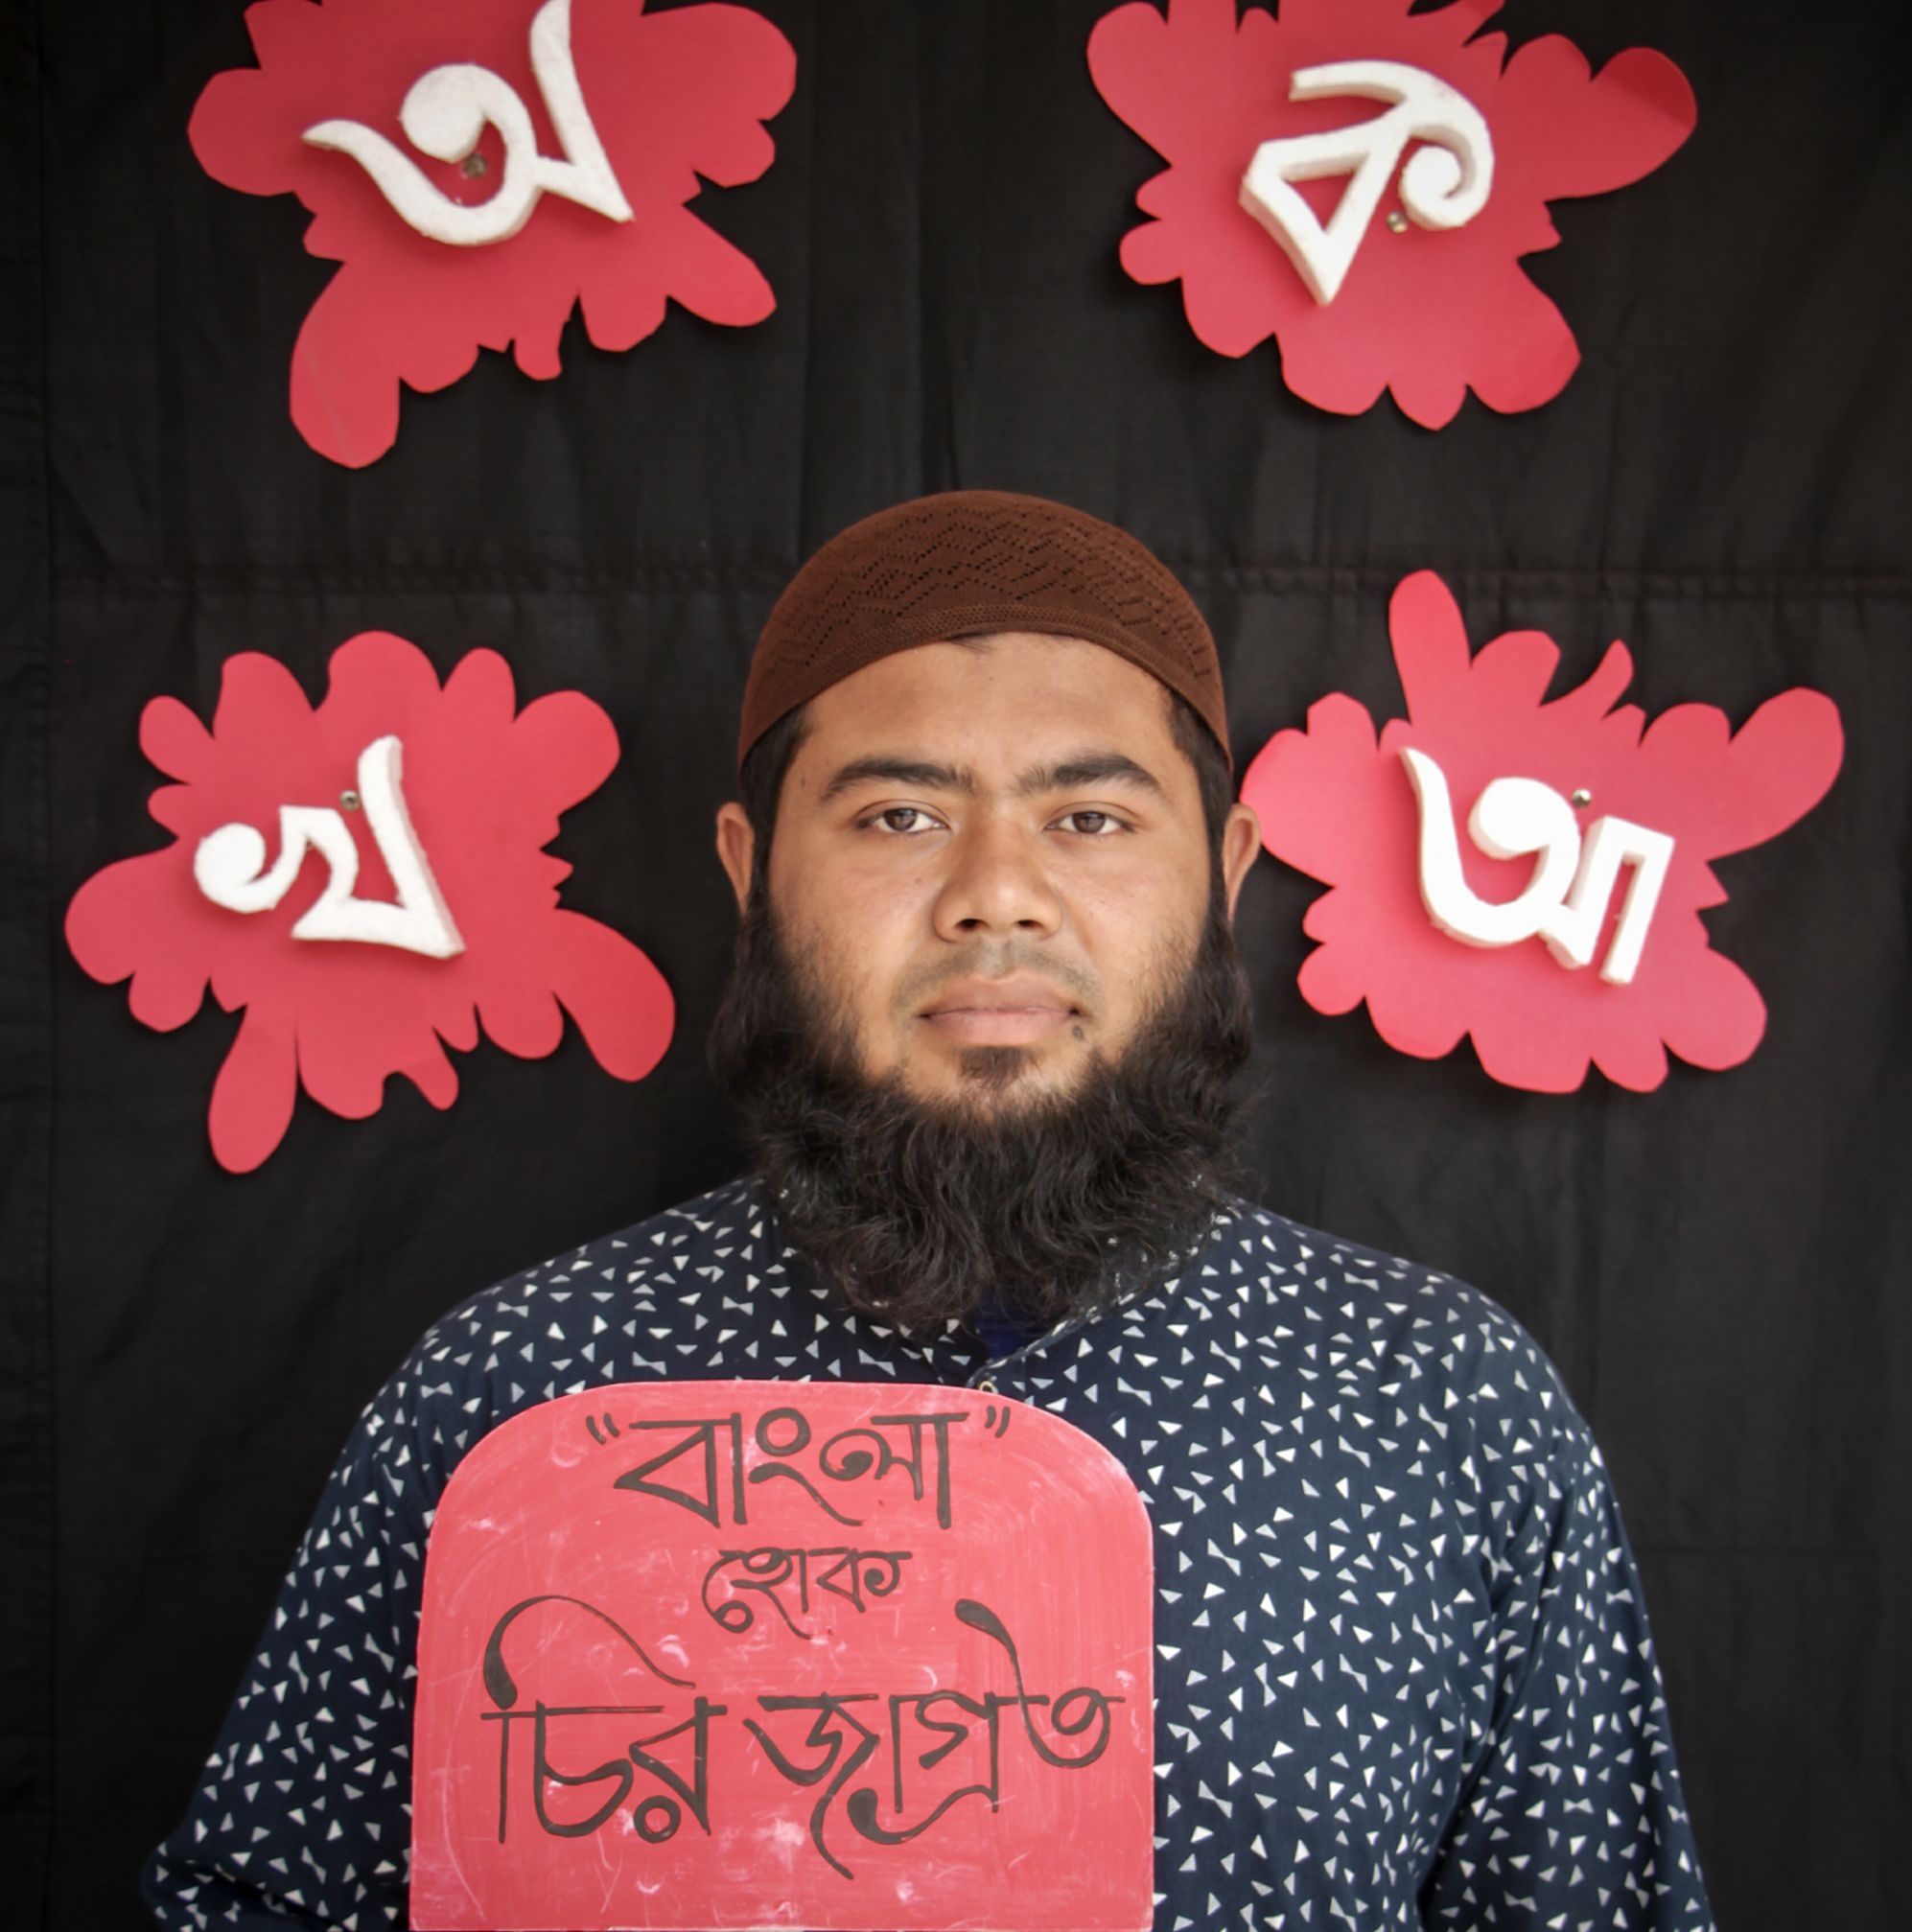 অ
ক
খ
আ
“বাংলা”
হোক
চির জাগ্রত